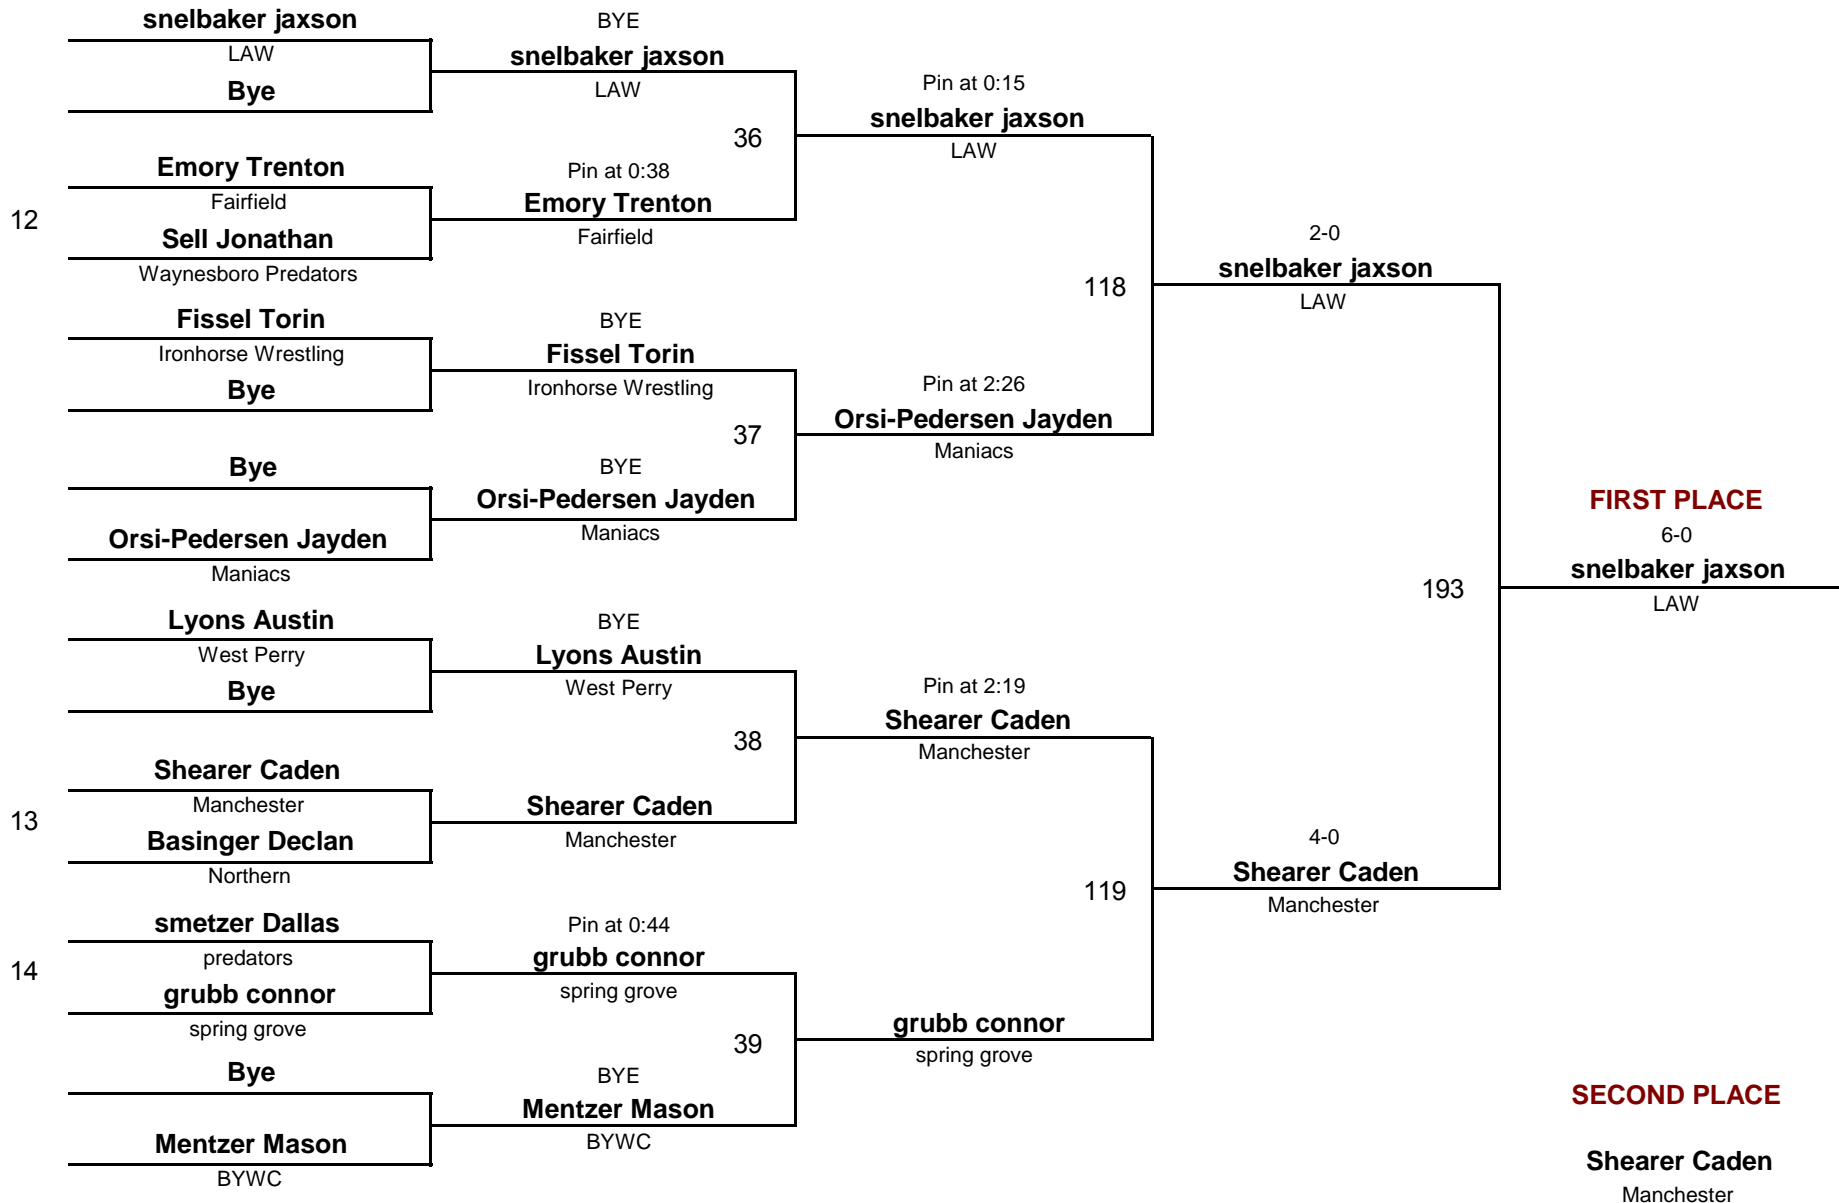 snelbaker jaxson
LAW
Bye
12
Emory Trenton
Fairfield
Sell Jonathan
Waynesboro Predators
Fissel Torin
Ironhorse Wrestling
Bye
Bye
Orsi-Pedersen Jayden
Maniacs
Lyons Austin
West Perry
Bye
13
Shearer Caden
Manchester
Basinger Declan
Northern
14
smetzer Dallas
predators
grubb connor
spring grove
Bye
Mentzer Mason
BYWC
BYE
snelbaker jaxson
LAW
36
Pin at 0:38
Emory Trenton
Fairfield
BYE
Fissel Torin
Ironhorse Wrestling
37
BYE
Orsi-Pedersen Jayden
Maniacs
BYE
Lyons Austin
West Perry
38
Shearer Caden
Manchester
Pin at 0:44
grubb connor
spring grove
39
BYE
Mentzer Mason
BYWC
Pin at 0:15
snelbaker jaxson
LAW
118
Pin at 2:26
Orsi-Pedersen Jayden
Maniacs
Pin at 2:19
Shearer Caden
Manchester
119
grubb connor
spring grove
2-0
snelbaker jaxson
LAW
193
4-0
Shearer Caden
Manchester
FIRST PLACE
6-0
snelbaker jaxson
LAW
SECOND PLACE
Shearer Caden
Manchester